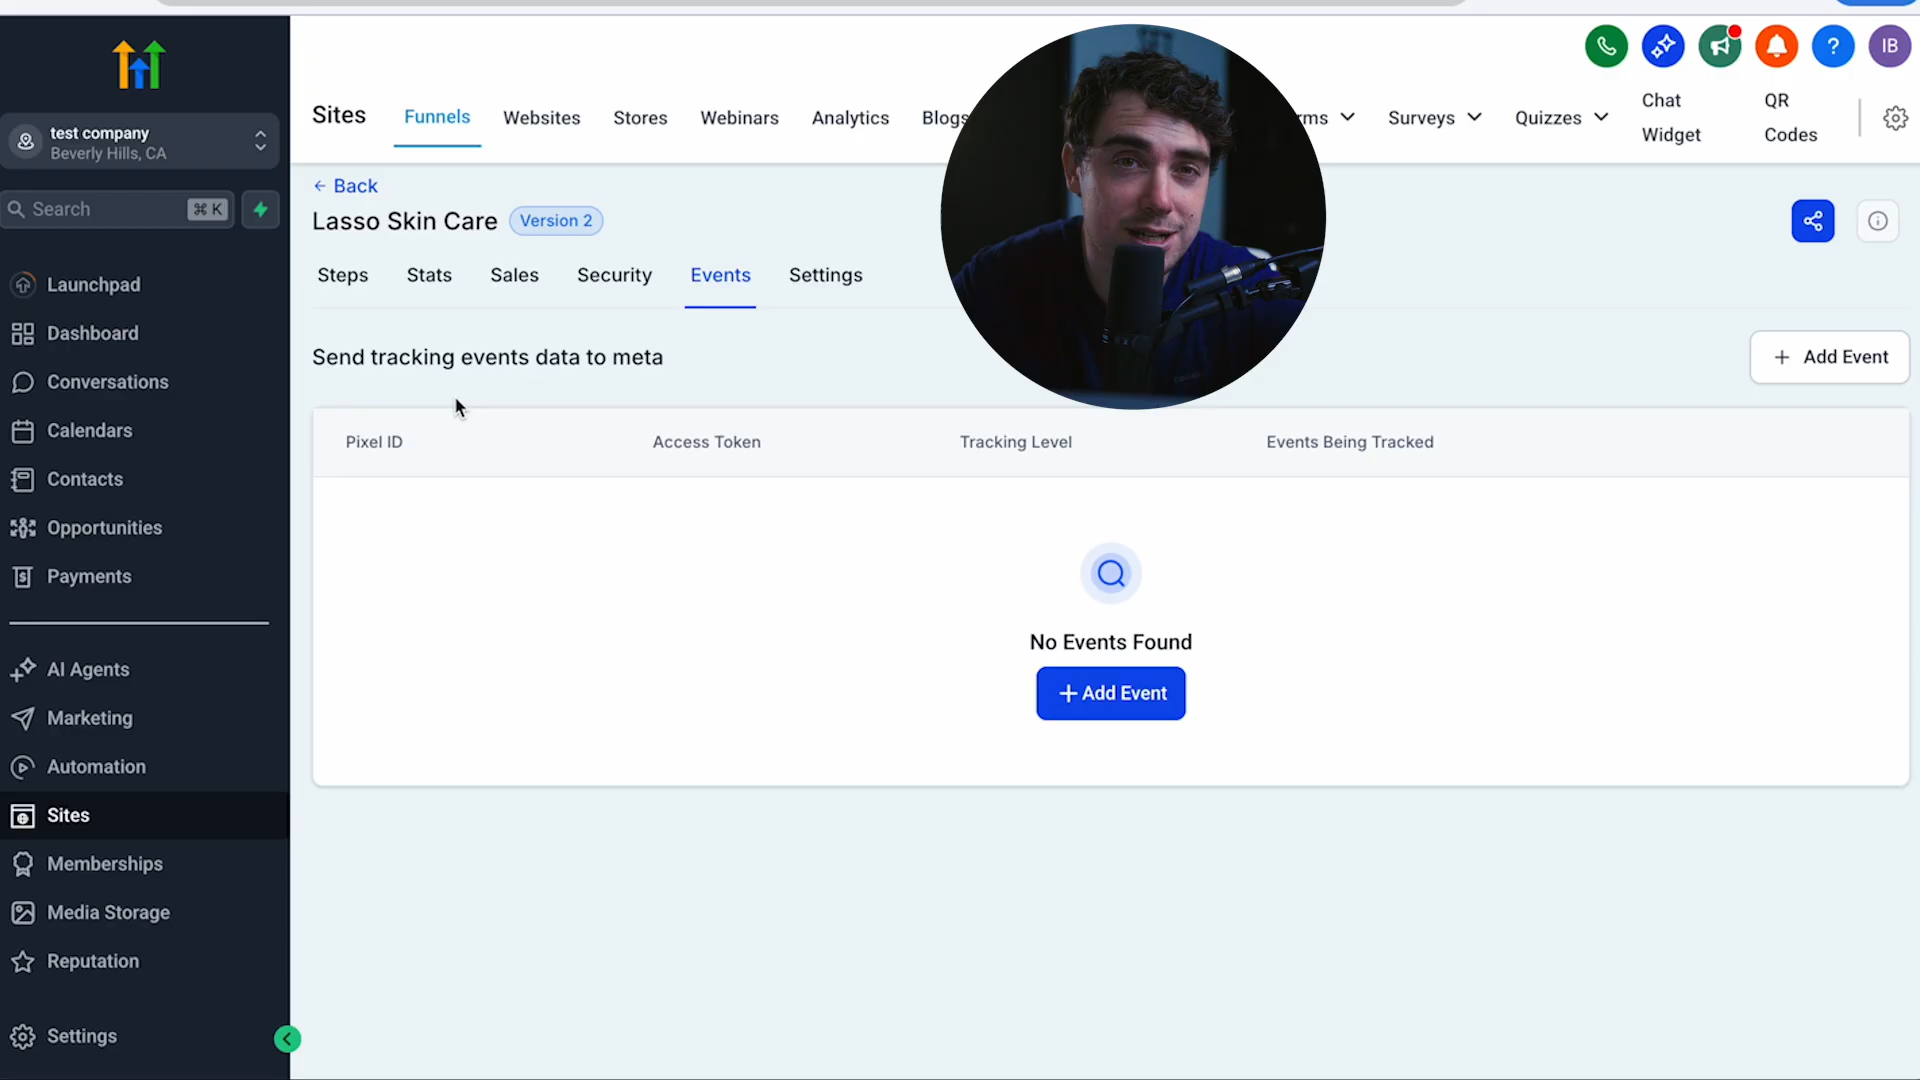 test company
Beverly Hills, CA
Search
⌘ K
Launchpad
Dashboard
Conversations
Calendars
Contacts
Opportunities
Payments
AI Agents
Marketing
Automation
Sites
Memberships
Media Storage
Reputation
Settings
IB
Sites
Funnels
Websites
Stores
Webinars
Analytics
Blogs
rms
Surveys
Quizzes
Chat
Widget
QR
Codes
← Back
Lasso Skin Care
Version 2
Steps
Stats
Sales
Security
Events
Settings
Send tracking events data to meta
+ Add Event
Pixel ID
Access Token
Tracking Level
Events Being Tracked
No Events Found
+ Add Event